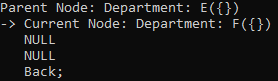 Parent Node: Department: E({})
-> Current Node: Department: F({})
NULL
NULL
Back;